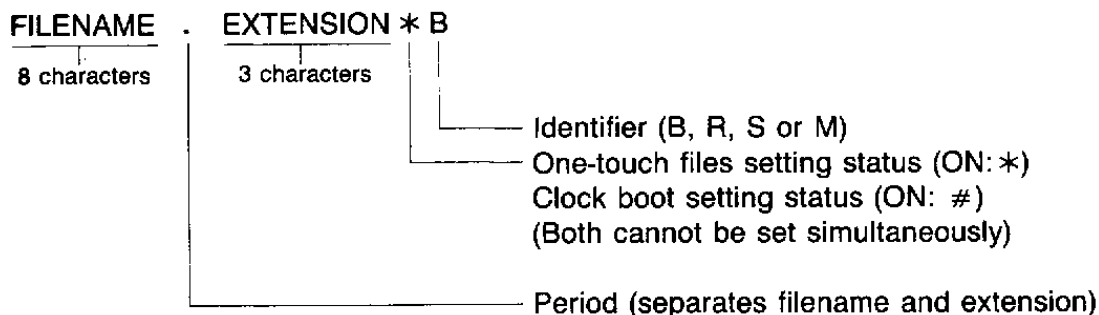 FILENAME . EXTENSION * B
8 characters 3 characters
Identifier (B, R, S or M)
One-touch files setting status (ON: *)
Clock boot setting status (ON: #)
(Both cannot be set simultaneously)
Period (separates filename and extension)